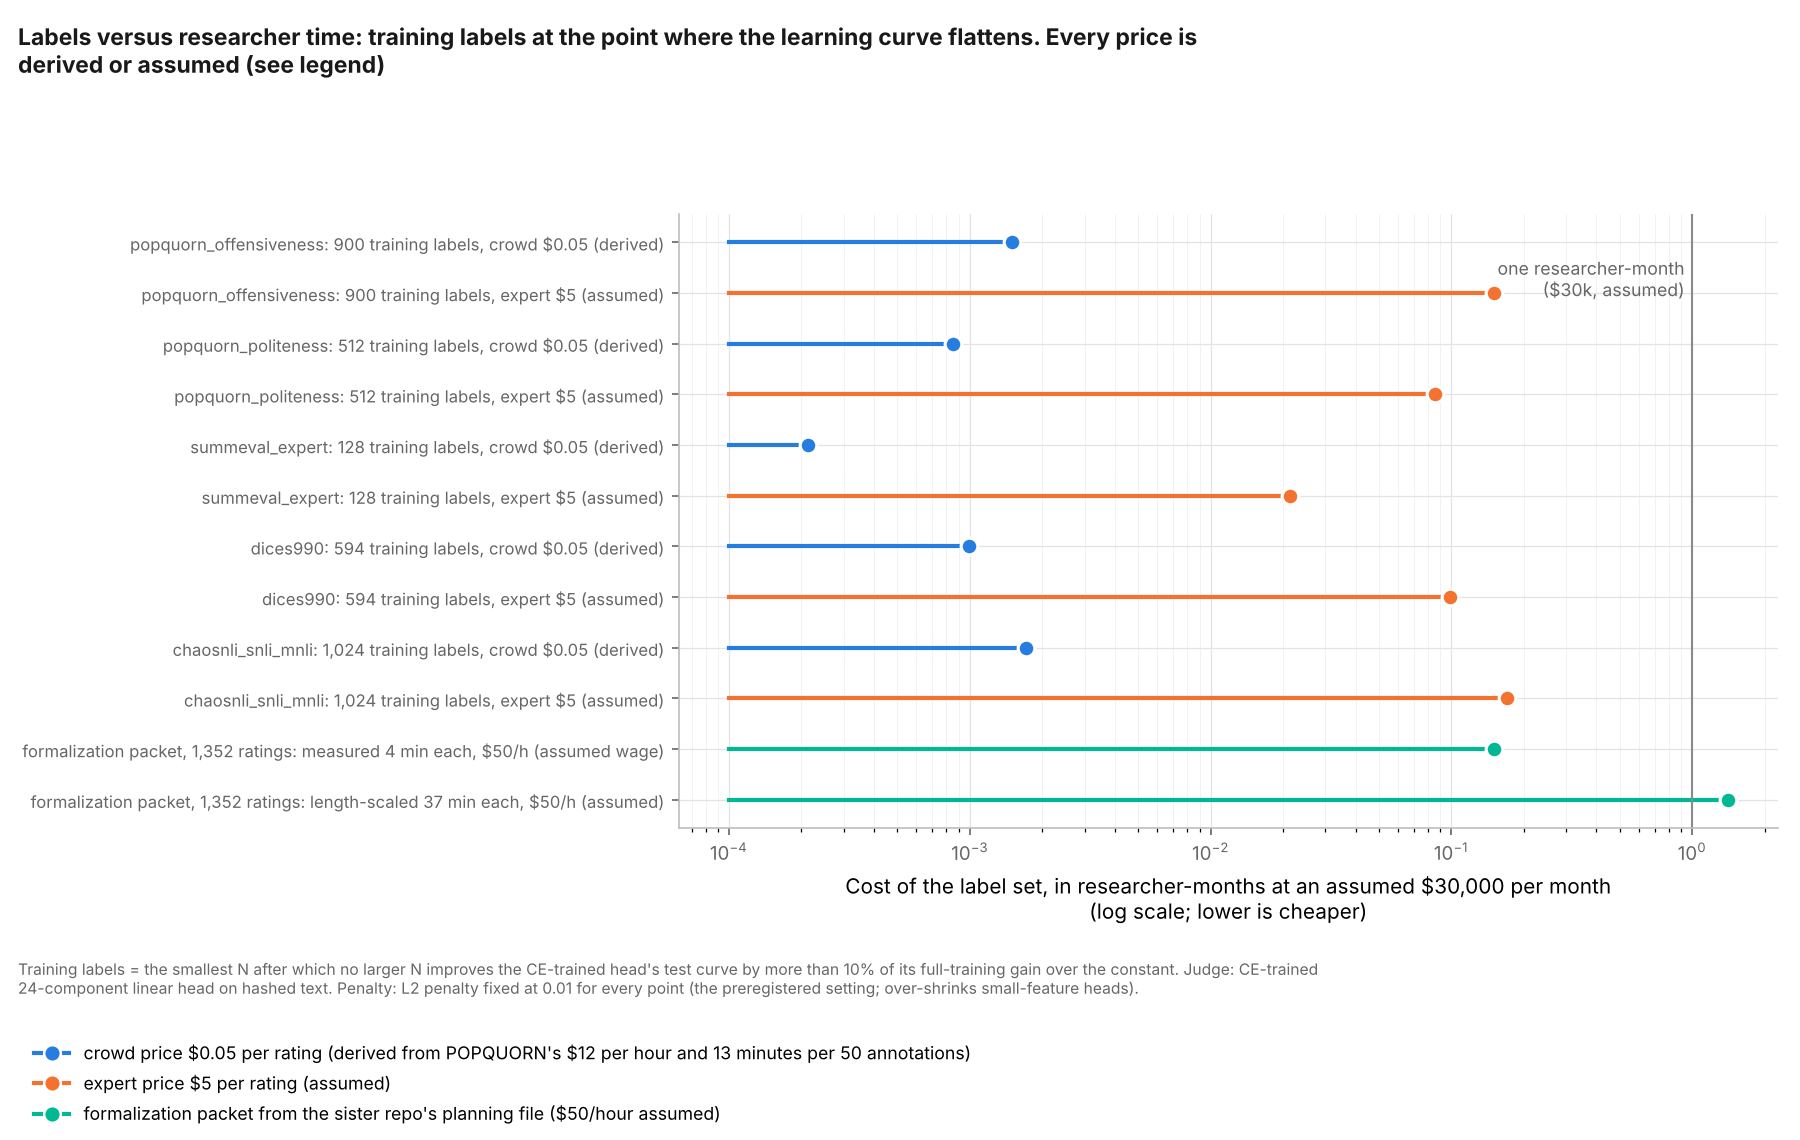 Labels versus researcher time: training labels at the point where the learning curve flattens. Every price is
derived or assumed (see legend)
popquorn_offensiveness: 900 training labels, crowd $0.05 (derived)
one researcher-month
($30k, assumed)
popquorn_offensiveness: 900 training labels, expert $5 (assumed)
popquorn_politeness: 512 training labels, crowd $0.05 (derived)
popquorn_politeness: 512 training labels, expert $5 (assumed)
summeval_expert: 128 training labels, crowd $0.05 (derived)
summeval_expert: 128 training labels, expert $5 (assumed)
dices990: 594 training labels, crowd $0.05 (derived)
dices990: 594 training labels, expert $5 (assumed)
chaosnli_snli_mnli: 1,024 training labels, crowd $0.05 (derived)
chaosnli_snli_mnli: 1,024 training labels, expert $5 (assumed)
formalization packet, 1,352 ratings: measured 4 min each, $50/h (assumed wage)
formalization packet, 1,352 ratings: length-scaled 37 min each, $50/h (assumed)
10⁻⁴ 10⁻³ 10⁻² 10⁻¹ 10⁰
Cost of the label set, in researcher-months at an assumed $30,000 per month
(log scale; lower is cheaper)
Training labels = the smallest N after which no larger N improves the CE-trained head's test curve by more than 10% of its full-training gain over the constant. Judge: CE-trained
24-component linear head on hashed text. Penalty: L2 penalty fixed at 0.01 for every point (the preregistered setting; over-shrinks small-feature heads).
crowd price $0.05 per rating (derived from POPQUORN's $12 per hour and 13 minutes per 50 annotations)
expert price $5 per rating (assumed)
formalization packet from the sister repo's planning file ($50/hour assumed)